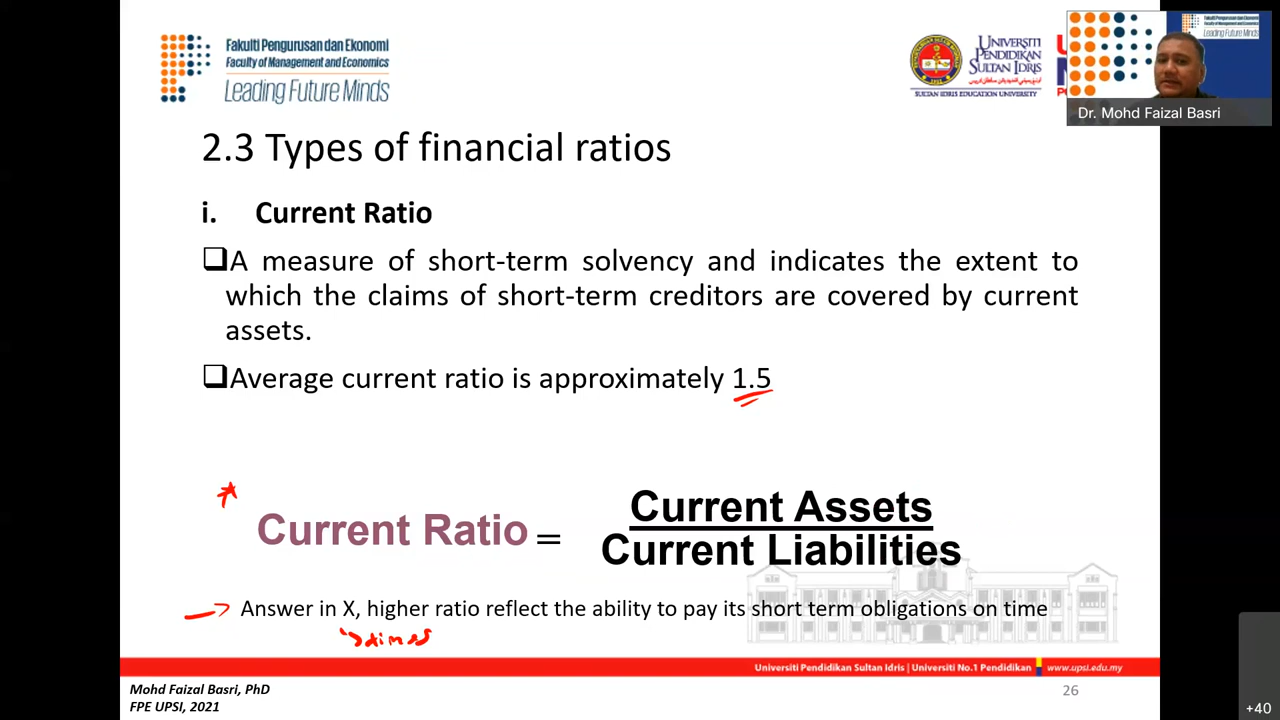 Fakulti Pengurusan dan Ekonomi
Faculty of Management and Economics
Leading Future Minds
UNIVERSITI
PENDIDIKAN
SULTAN IDRIS
SULTAN IDRIS EDUCATION UNIVERSITY
Leading Future Minds
Dr. Mohd Faizal Basri
2.3 Types of financial ratios
i. Current Ratio
❑A measure of short-term solvency and indicates the extent to
which the claims of short-term creditors are covered by current
assets.
❑Average current ratio is approximately 1.5
Current Ratio = Current Assets
Current Liabilities
Answer in X, higher ratio reflect the ability to pay its short term obligations on time
times
Universiti Pendidikan Sultan Idris | Universiti No.1 Pendidikan www.upsi.edu.my
Mohd Faizal Basri, PhD
FPE UPSI, 2021
26
+40